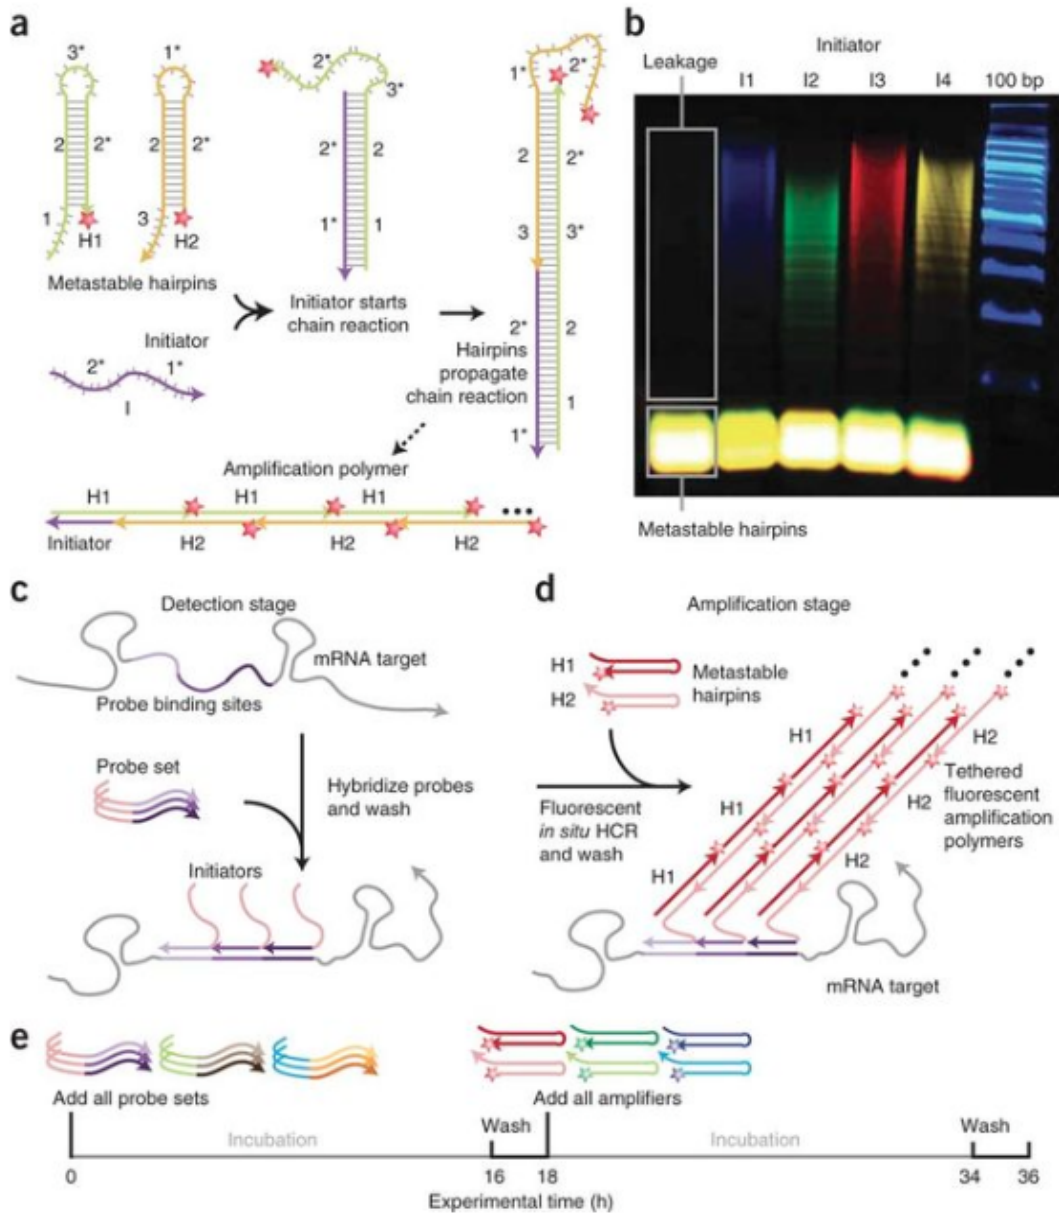 a
3*
1*
2
2*
2
2*
1
3
H1
H2
Metastable hairpins
Initiator
2*
1*
I
2*
3*
2*
2
1*
1
Initiator starts
chain reaction
1*
2*
2
2*
3
3*
2*
2
Hairpins
propagate
chain reaction
1
1*
Amplification polymer
H1
H1
H1
Initiator
H2
H2
H2
b
Initiator
Leakage
I1
I2
I3
I4
100 bp
Metastable hairpins
c
Detection stage
mRNA target
Probe binding sites
Probe set
Hybridize probes
and wash
Initiators
d
Amplification stage
H1
H2
Metastable
hairpins
Fluorescent
in situ HCR
and wash
H1
H1
H1
H2
H2
H2
Tethered
fluorescent
amplification
polymers
mRNA target
e
Add all probe sets
Add all amplifiers
Incubation
Wash
Incubation
Wash
0
16
18
34
36
Experimental time (h)